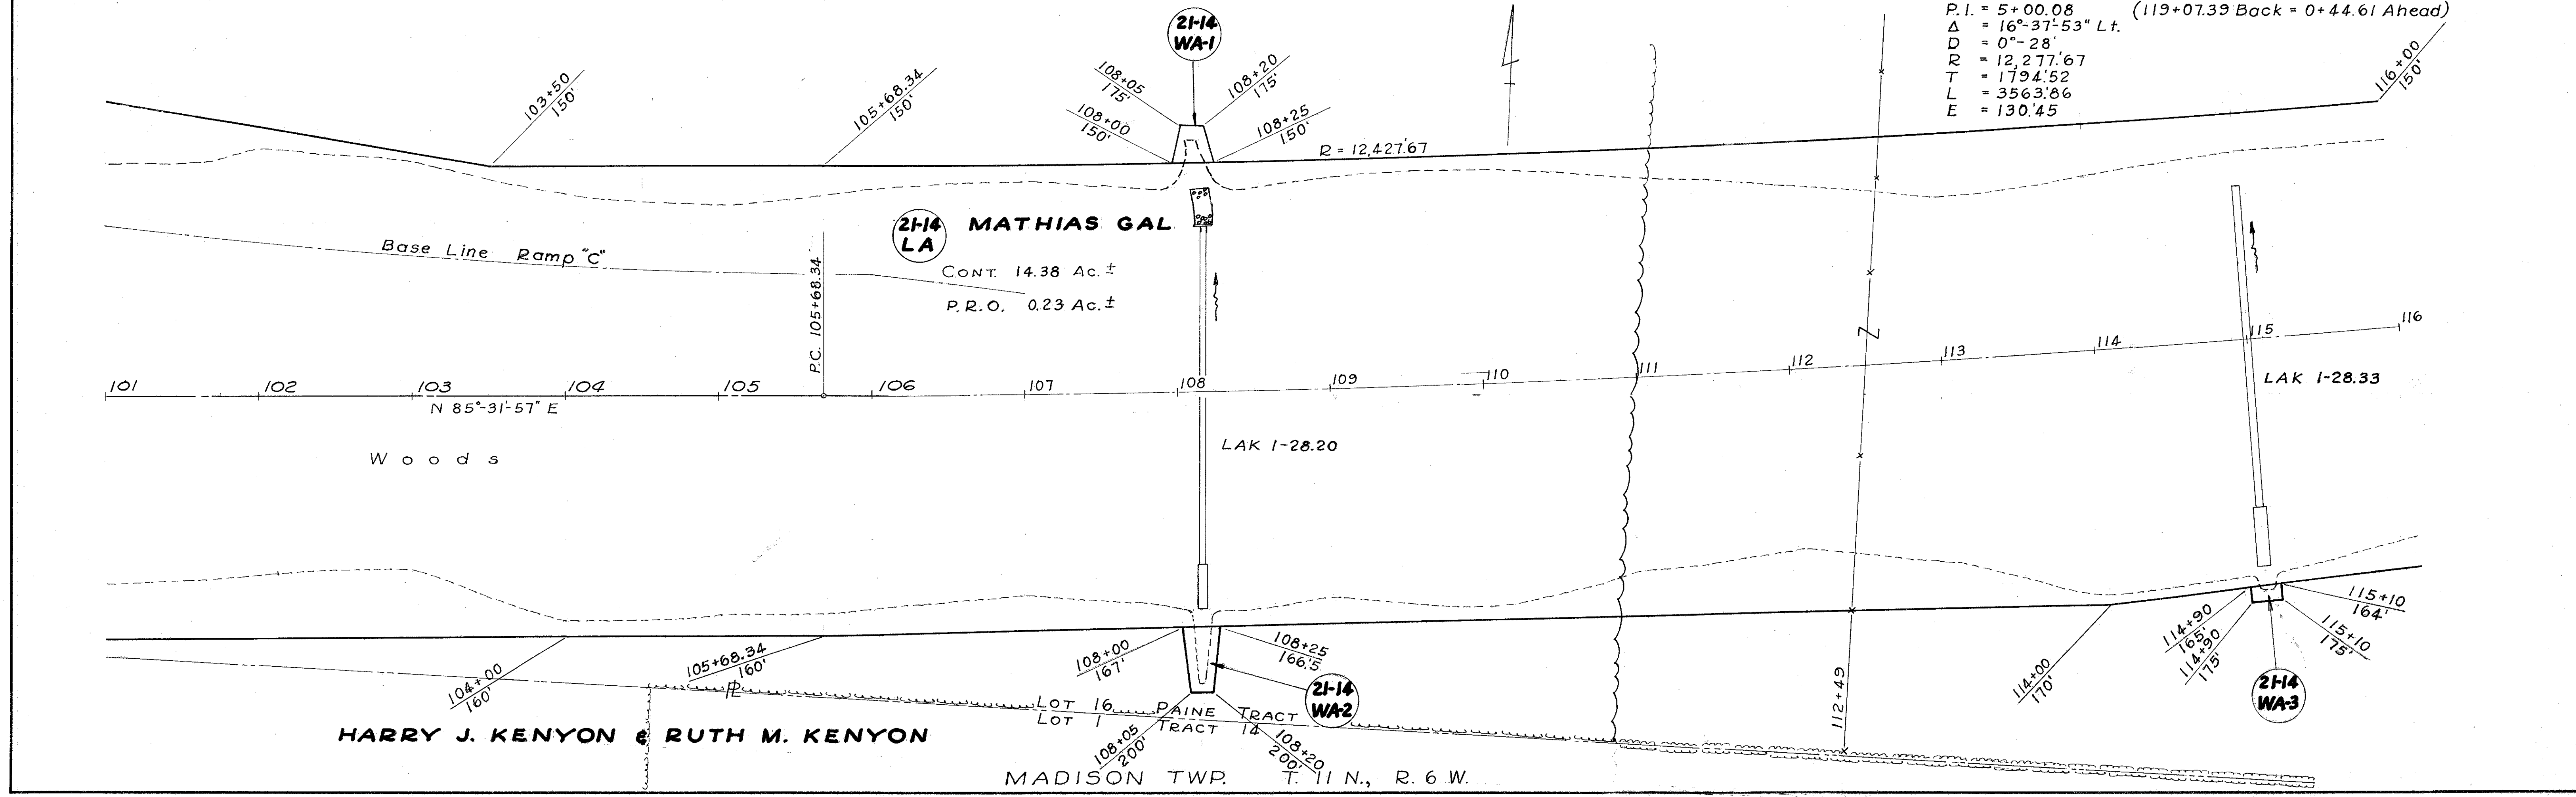 21-14
WA-1
P.I. = 5+00.08 (119+07.39 Back = 0+44.61 Ahead)
Δ = 16°-37'-53" Lt.
D = 0°-28'
R = 12,277.'67
T = 1794.'52
L = 3563.'86
E = 130.'45
116+00
150'
103+50
150'
105+68.34
150'
108+05
175'
108+20
175'
108+00
150'
108+25
150'
R = 12,427.'67
21-14
LA
MATHIAS GAL
CONT. 14.38 Ac. ±
P.R.O. 0.23 Ac. ±
Base Line Ramp "C"
P.C. 105+68.34
101 102 103 104 105 106 107 108 109 110 111 112 113 114 115 116
N 85°-31'-57" E
LAK 1-28.33
LAK 1-28.20
Woods
104+00
160'
105+68.34
160'
108+00
167'
108+25
166.'5
114+00
170'
114+90
165'
114+90
175'
115+10
164'
115+10
175'
21-14
WA-2
21-14
WA-3
112+49
PL
LOT 16 PAINE TRACT
LOT 1 TRACT 14
HARRY J. KENYON & RUTH M. KENYON
108+05
200'
108+20
200'
MADISON TWP. T. 11 N., R. 6 W.